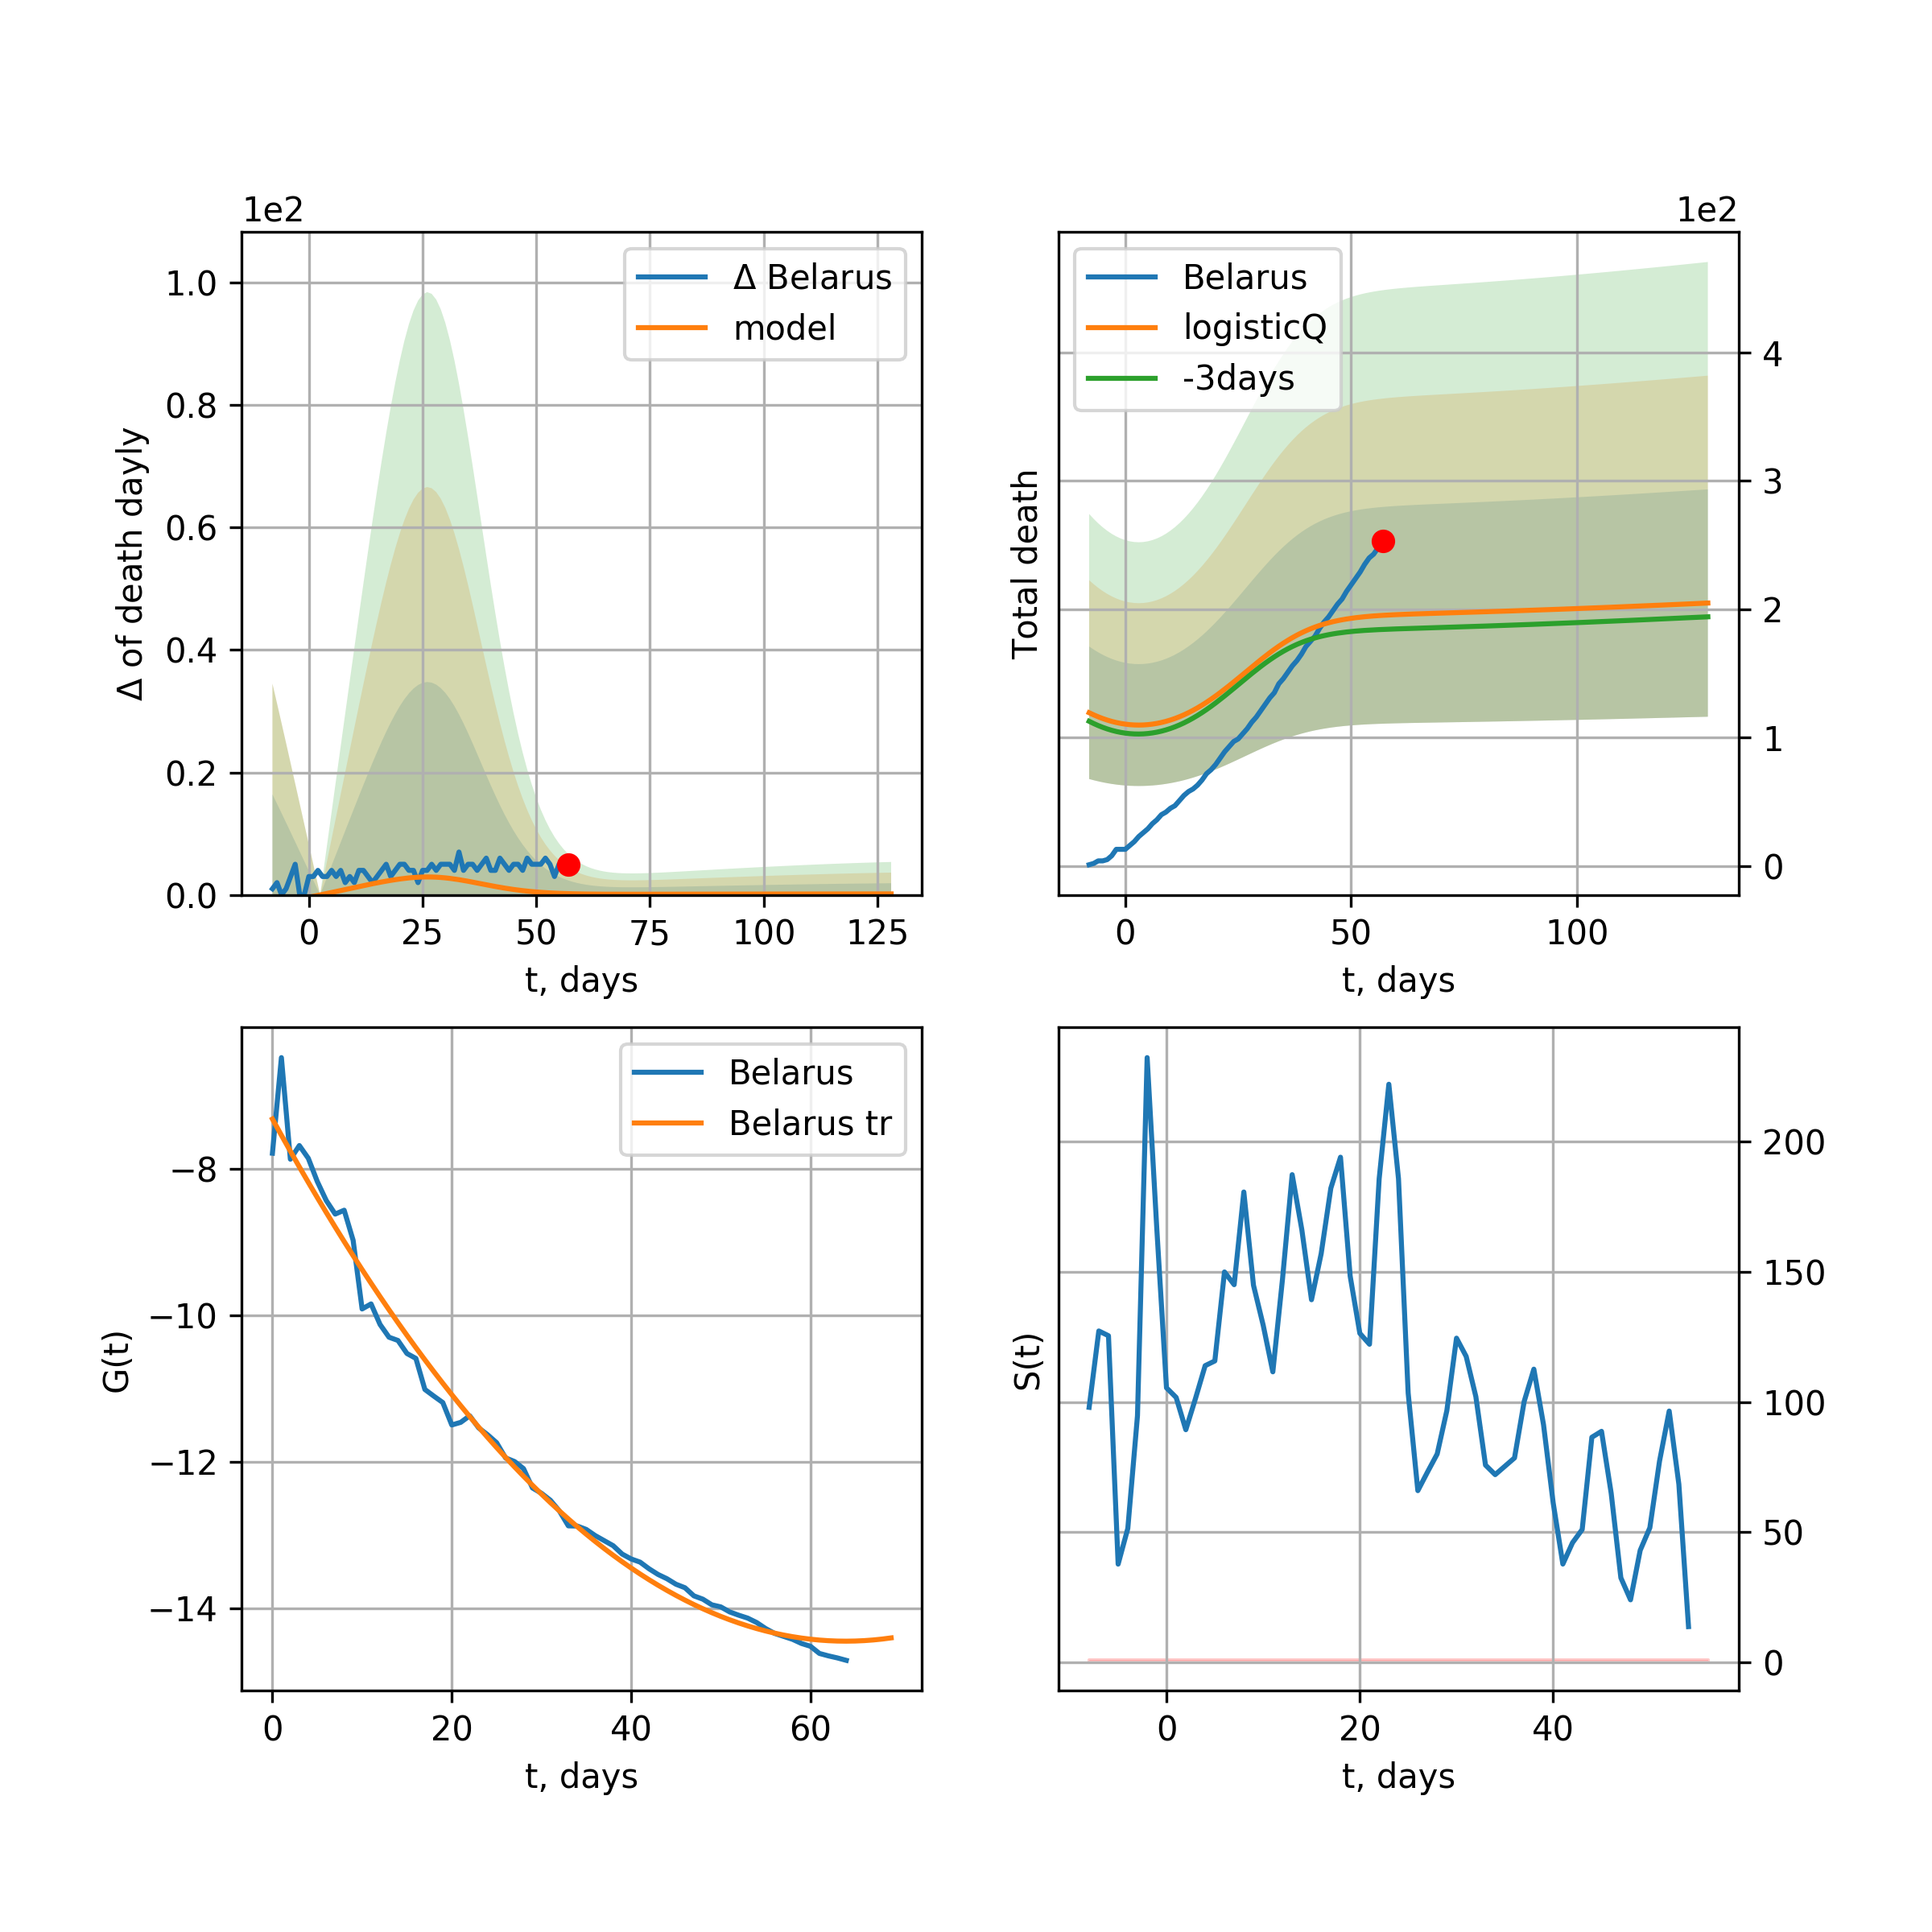 1e2
Δ Belarus
model
1.0
0.8
0.6
0.4
0.2
0.0
Δ of death dayly
0
25
50
75
100
125
t, days
1e2
Belarus
logisticQ
-3days
Total death
4
3
2
1
0
0
50
100
t, days
Belarus
Belarus tr
−8
−10
−12
−14
G(t)
0
20
40
60
t, days
S(t)
200
150
100
50
0
0
20
40
t, days